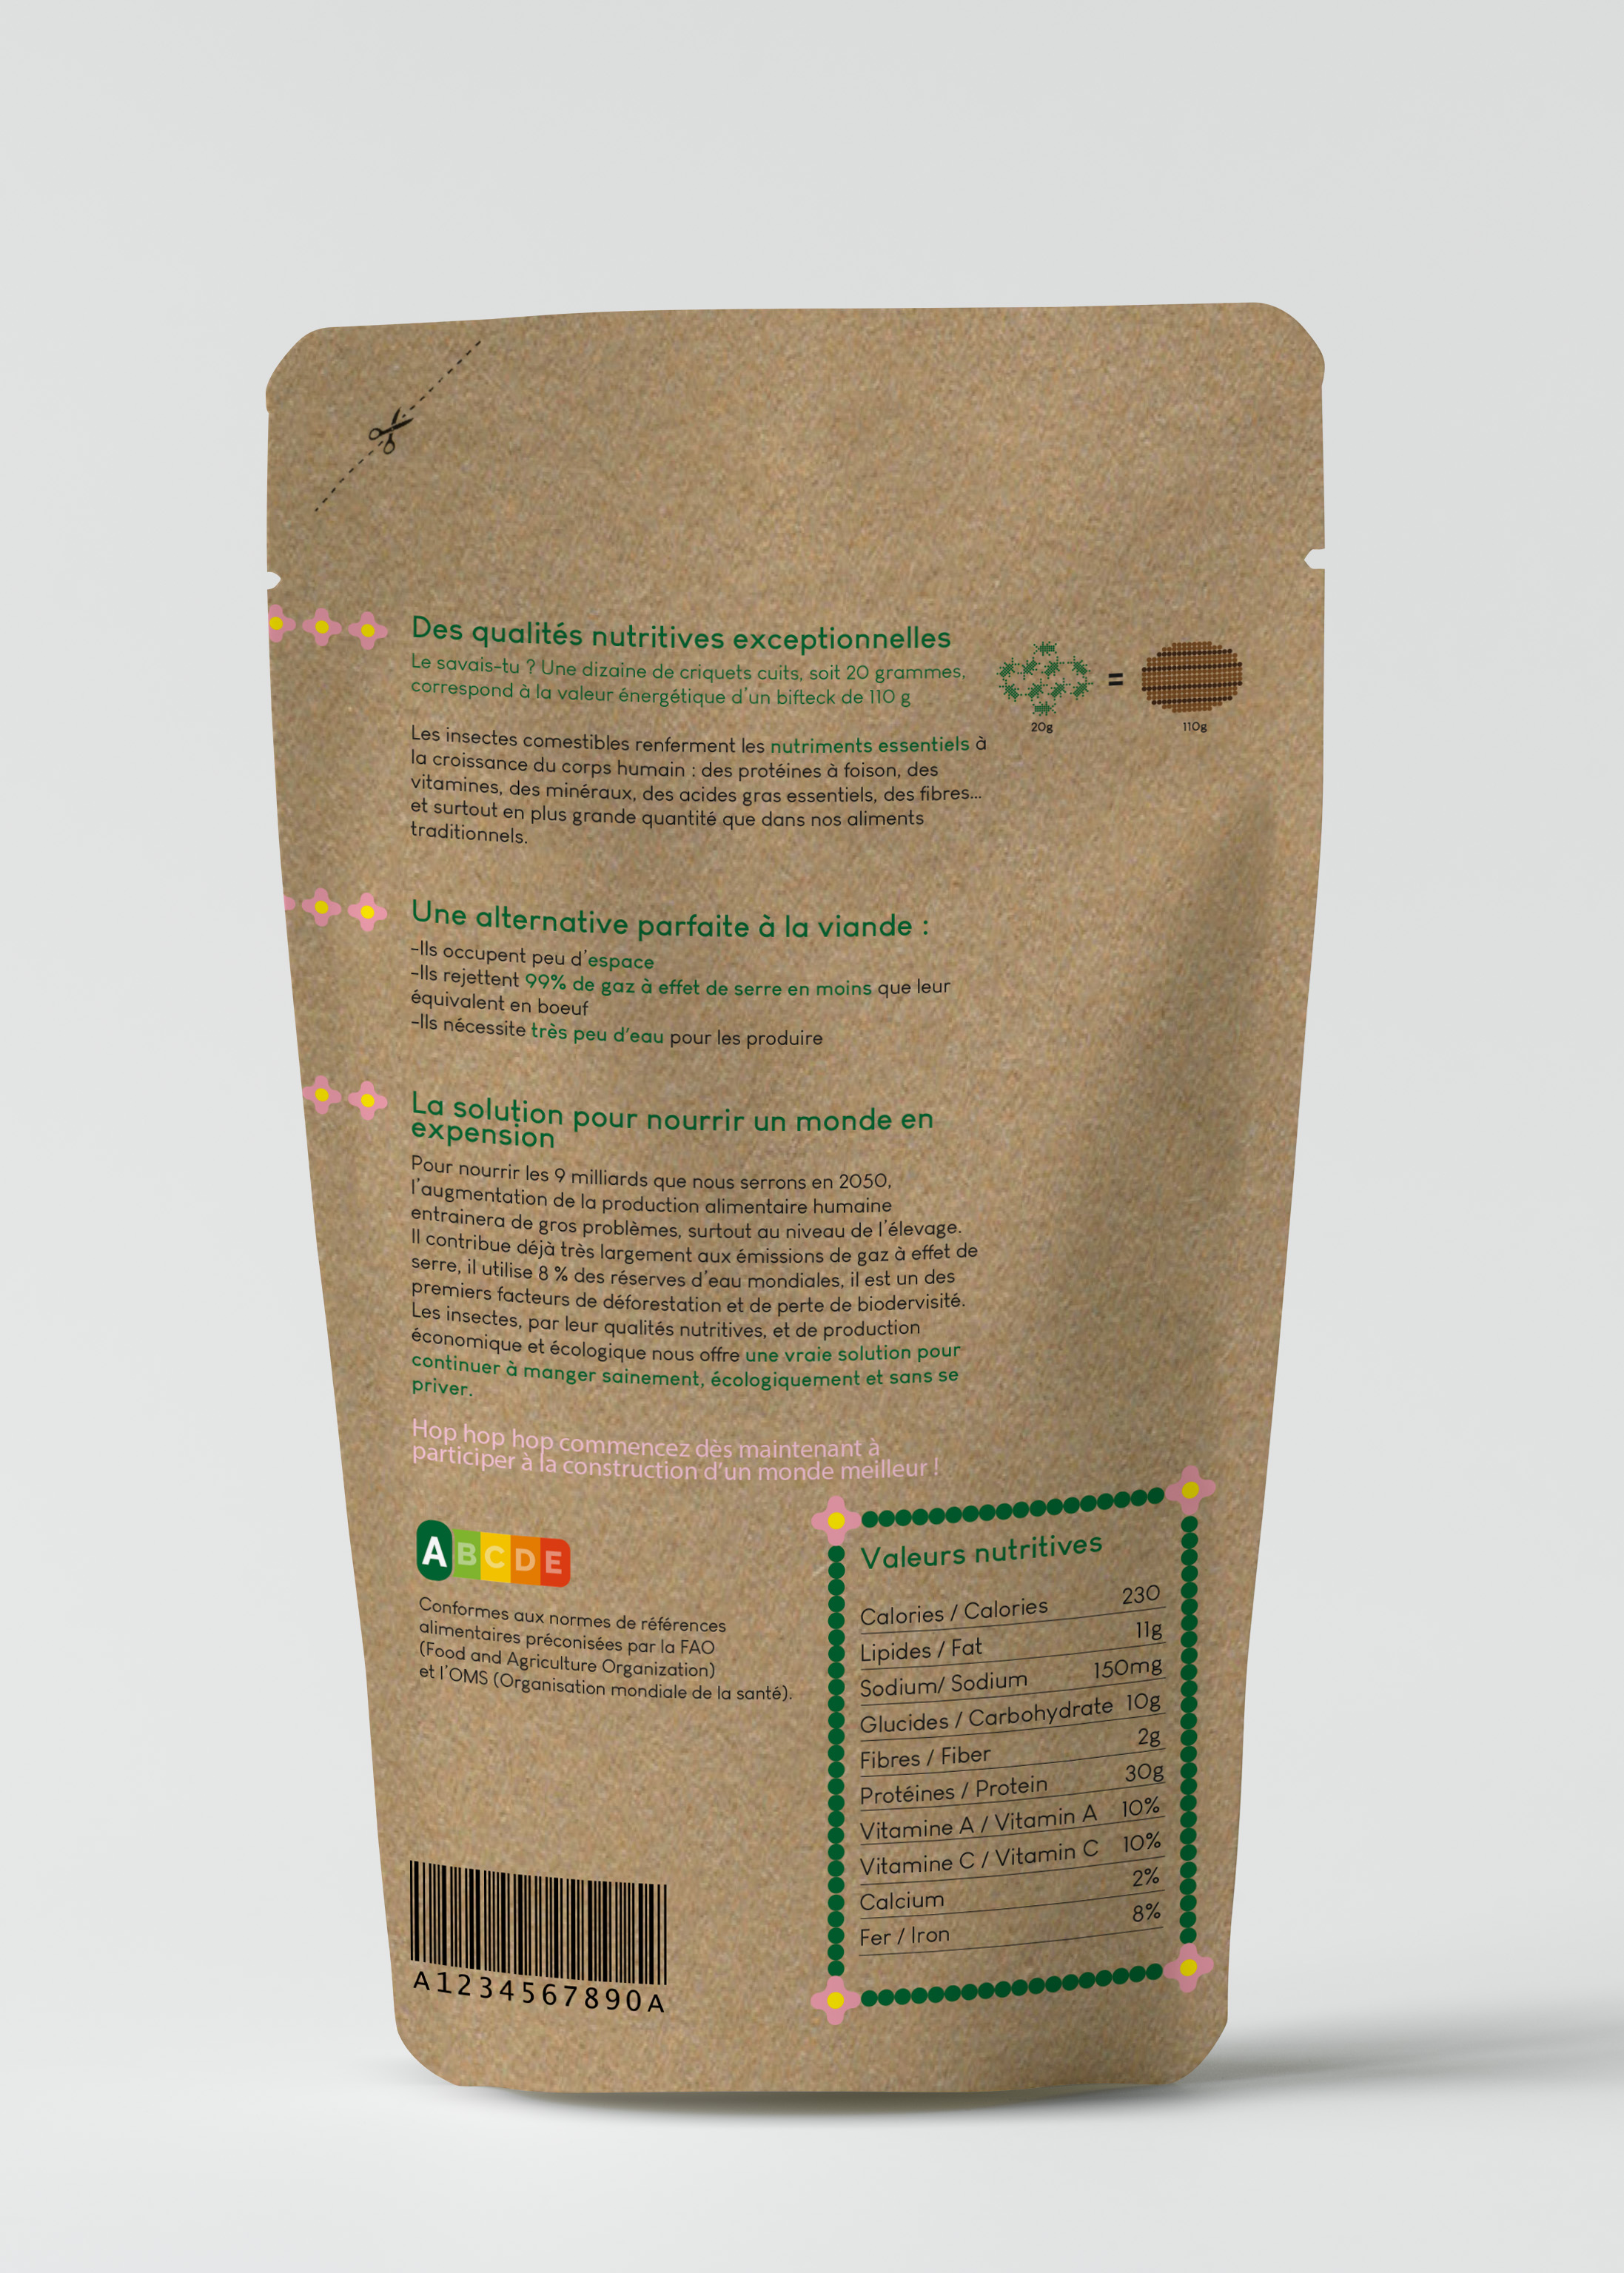 Des qualités nutritives exceptionnelles
Le savais-tu ? Une dizaine de criquets cuits, soit 20 grammes,
correspond à la valeur énergétique d'un bifteck de 110 g
=
20g
110g
Les insectes comestibles renferment les nutriments essentiels à
la croissance du corps humain : des protéines à foison, des
vitamines, des minéraux, des acides gras essentiels, des fibres...
et surtout en plus grande quantité que dans nos aliments
traditionnels.
Une alternative parfaite à la viande :
-Ils occupent peu d'espace
-Ils rejettent 99% de gaz à effet de serre en moins que leur
équivalent en boeuf
-Ils nécessite très peu d'eau pour les produire
La solution pour nourrir un monde en
expension
Pour nourrir les 9 milliards que nous serrons en 2050,
l'augmentation de la production alimentaire humaine
entrainera de gros problèmes, surtout au niveau de l'élevage.
Il contribue déjà très largement aux émissions de gaz à effet de
serre, il utilise 8 % des réserves d'eau mondiales, il est un des
premiers facteurs de déforestation et de perte de biodervisité.
Les insectes, par leur qualités nutritives, et de production
économique et écologique nous offre une vraie solution pour
continuer à manger sainement, écologiquement et sans se
priver.
Hop hop hop commencez dès maintenant à
participer à la construction d'un monde meilleur !
A B C D E
Conformes aux normes de références
alimentaires préconisées par la FAO
(Food and Agriculture Organization)
et l'OMS (Organisation mondiale de la santé).
A1234567890A
Valeurs nutritives
Calories / Calories 230
Lipides / Fat 11g
Sodium/ Sodium 150mg
Glucides / Carbohydrate 10g
Fibres / Fiber 2g
Protéines / Protein 30g
Vitamine A / Vitamin A 10%
Vitamine C / Vitamin C 10%
Calcium 2%
Fer / Iron 8%